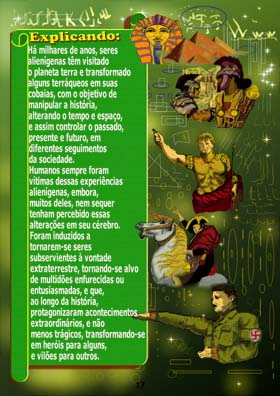 Explicando:
Há milhares de anos, seres
alienigenas têm visitado
o planeta terra e transformado
alguns terráqueos em suas
cobaias, com o objetivo de
manipular a história,
alterando o tempo e espaço,
e assim controlar o passado,
presente e futuro, em
diferentes seguimentos
da sociedade.
Humanos sempre foram
vitimas dessas experiências
alienigenas, embora,
muitos deles, nem sequer
tenham percebido essas
alterações em seu cérebro.
Foram induzidos a
tornarem-se seres
subservientes à vontade
extraterrestre, tornando-se alvo
de multidões enfurecidas ou
entusiasmadas, e que,
ao longo da história,
protagonizaram acontecimentos
extraordinários, e não
menos trágicos, transformando-se
em heróis para alguns,
e vilões para outros.
17